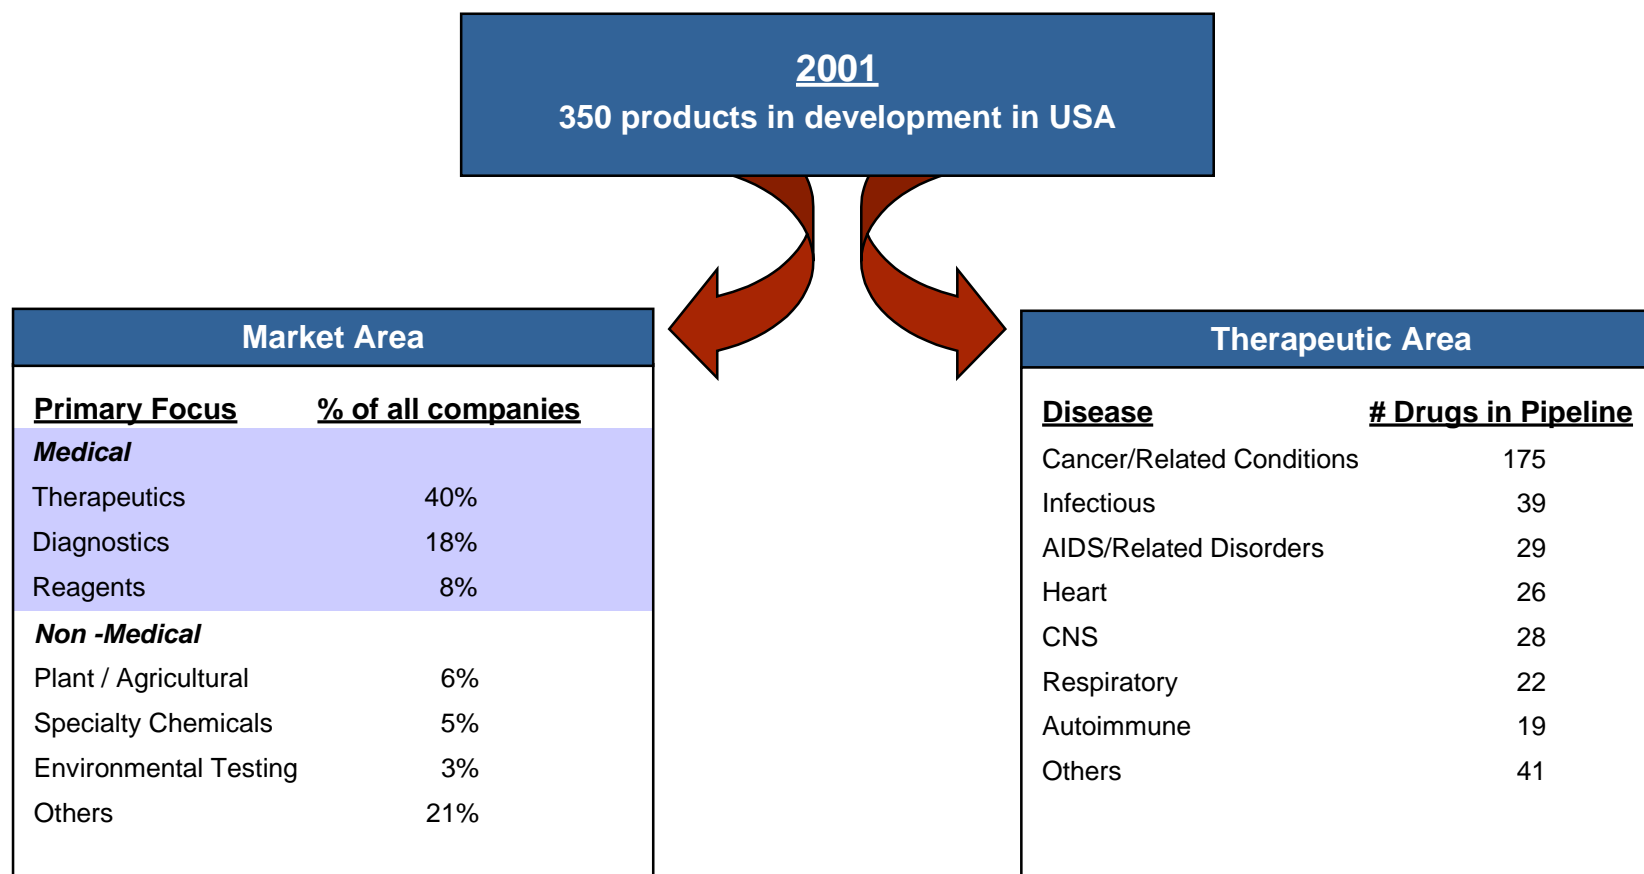 2001
350 products in development in USA
Market Area
Primary Focus % of all companies
Medical
Therapeutics 40%
Diagnostics 18%
Reagents 8%
Non -Medical
Plant / Agricultural 6%
Specialty Chemicals 5%
Environmental Testing 3%
Others 21%
Therapeutic Area
Disease # Drugs in Pipeline
Cancer/Related Conditions 175
Infectious 39
AIDS/Related Disorders 29
Heart 26
CNS 28
Respiratory 22
Autoimmune 19
Others 41